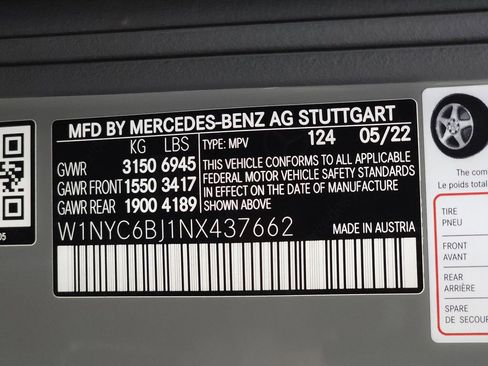 MFD BY MERCEDES-BENZ AG STUTTGART
KG LBS TYPE: MPV 124 05/22
GVWR 3150 6945
GAWR FRONT 1550 3417
GAWR REAR 1900 4189
THIS VEHICLE CONFORMS TO ALL APPLICABLE
FEDERAL MOTOR VEHICLE SAFETY STANDARDS
IN EFFECT ON THE DATE OF MANUFACTURE
SHOWN ABOVE
W1NYC6BJ1NX437662 MADE IN AUSTRIA
05
The com
Le poids total
TIRE
PNEU
FRONT
AVANT
REAR
ARRIÈRE
SPARE
DE SECOUR